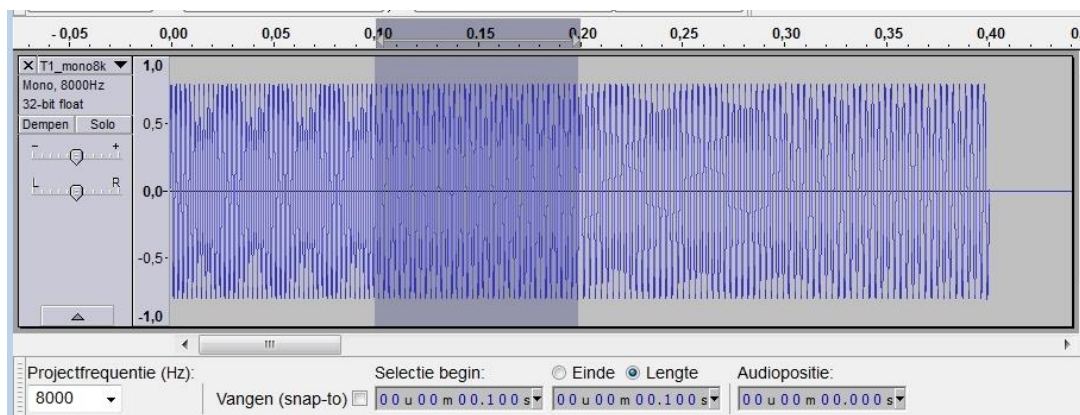 - 0,05 0,00 0,05 0,10 0,15 0,20 0,25 0,30 0,35 0,40
T1_mono8k
Mono, 8000Hz
32-bit float
Dempen Solo
- +
L R
1,0
0,5
0,0
-0,5
-1,0
Projectfrequentie (Hz):
8000
Vangen (snap-to)
Selectie begin:
00 u 00 m 00.100 s
Einde Lengte
00 u 00 m 00.100 s
Audiopositie:
00 u 00 m 00.000 s